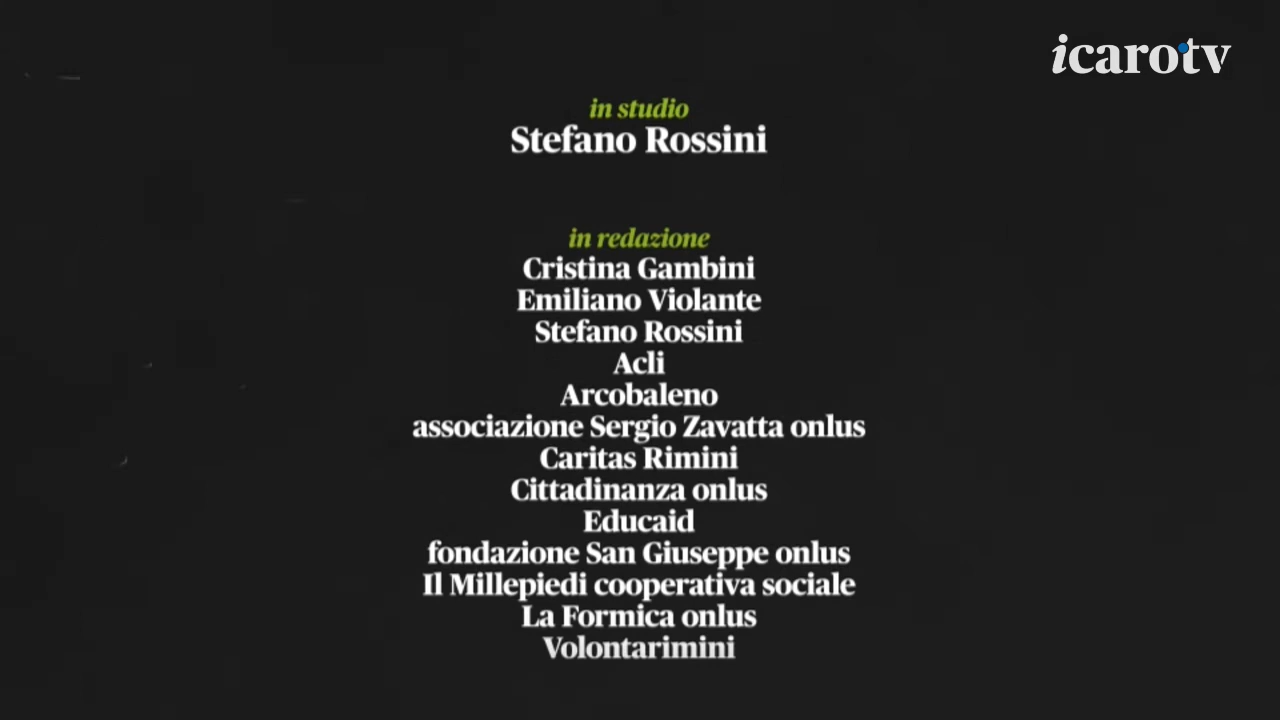 icarotv
in studio
Stefano Rossini
in redazione
Cristina Gambini
Emiliano Violante
Stefano Rossini
Acli
Arcobaleno
associazione Sergio Zavatta onlus
Caritas Rimini
Cittadinanza onlus
Educaid
fondazione San Giuseppe onlus
Il Millepiedi cooperativa sociale
La Formica onlus
Volontarimini